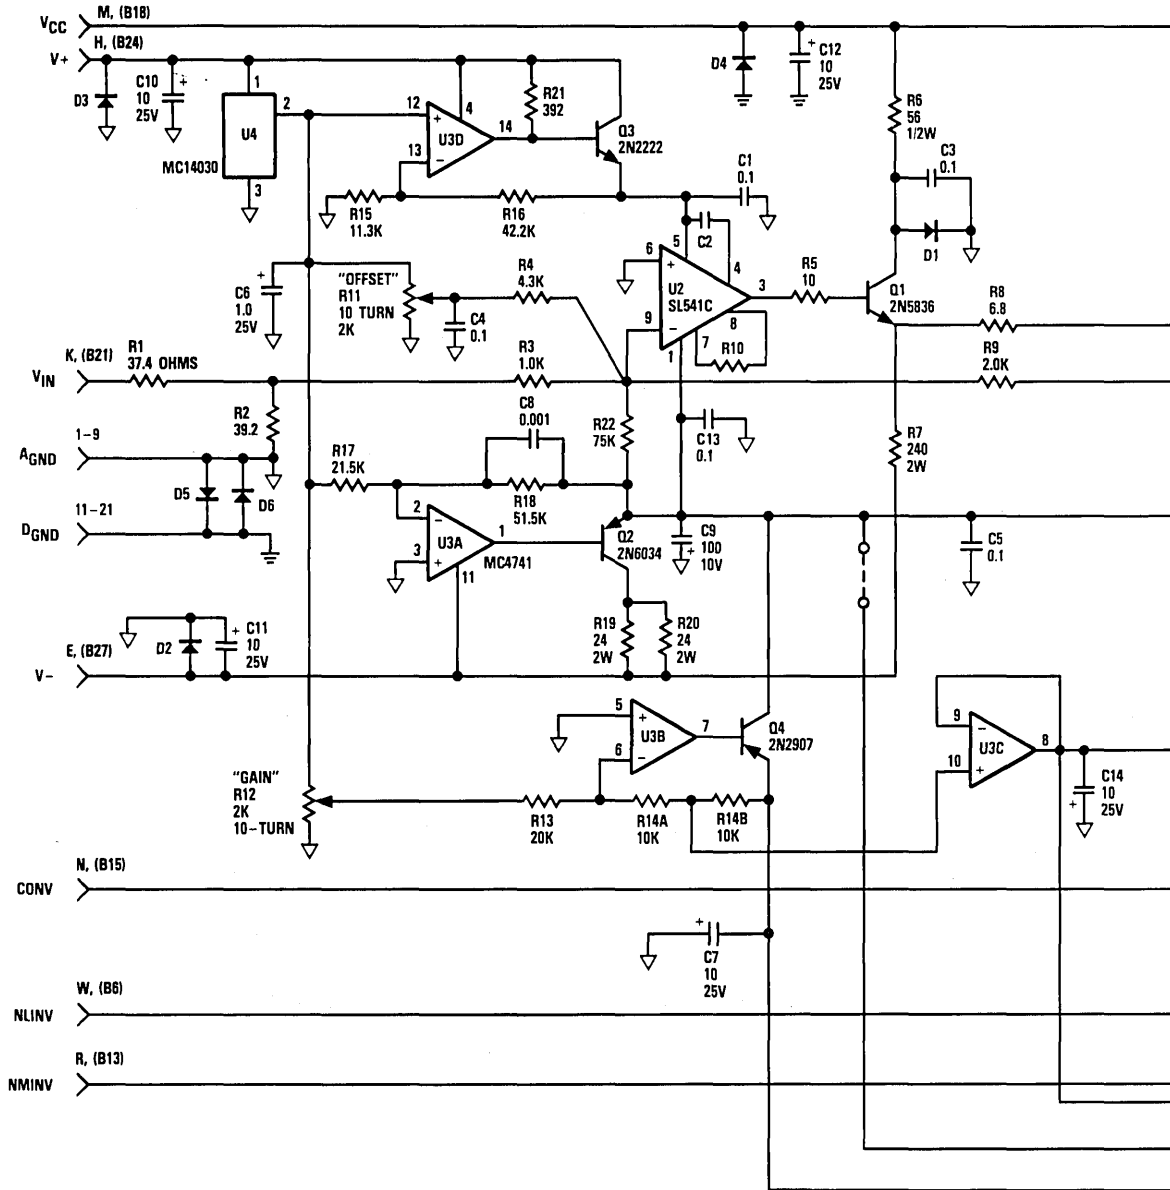 VCC
M, (B18)
V+
H, (B24)
D3
C10
10
25V
+
1
2
U4
MC14030
3
12
+
U3D
13
−
4
14
R21
392
Q3
2N2222
D4
+
C12
10
25V
R6
56
1/2W
C3
0.1
D1
R15
11.3K
R16
42.2K
C1
0.1
C2
+
C6
1.0
25V
"OFFSET"
R11
10 TURN
2K
C4
0.1
R4
4.3K
6
+
5
4
U2
SL541C
3
9
−
8
7
1
R10
R5
10
Q1
2N5836
R8
6.8
R9
2.0K
VIN
K, (B21)
R1
37.4 OHMS
R3
1.0K
C8
0.001
R2
39.2
R22
75K
C13
0.1
R7
240
2W
AGND
1-9
D5
D6
DGND
11-21
R17
21.5K
R18
51.5K
2
−
U3A
3
+
1
MC4741
11
Q2
2N6034
C9
100
+
10V
C5
0.1
D2
+
C11
10
25V
R19
24
2W
R20
24
2W
V-
E, (B27)
5
+
U3B
6
−
7
Q4
2N2907
9
−
U3C
10
+
8
C14
10
+
25V
"GAIN"
R12
2K
10-TURN
R13
20K
R14A
10K
R14B
10K
CONV
N, (B15)
+
C7
10
25V
NLINV
W, (B6)
NMINV
R, (B13)